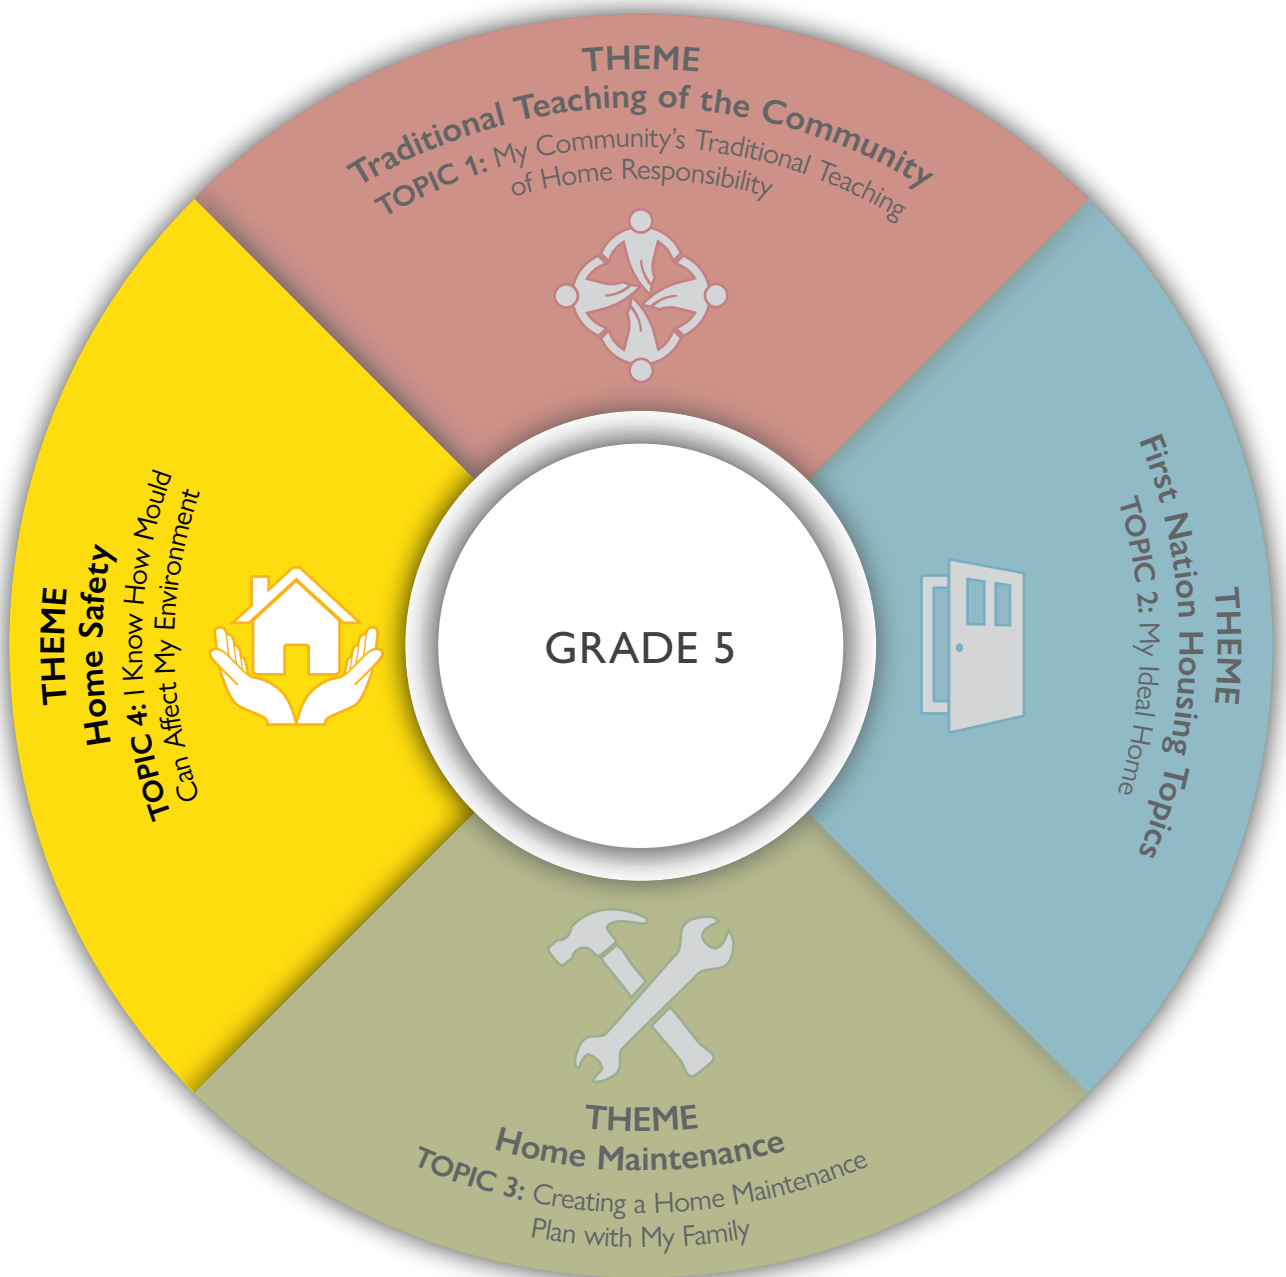 THEME
Traditional Teaching of the Community
TOPIC 1: My Community's Traditional Teaching
of Home Responsibility
THEME
First Nation Housing Topics
TOPIC 2: My Ideal Home
THEME
Home Maintenance
TOPIC 3: Creating a Home Maintenance
Plan with My Family
THEME
Home Safety
TOPIC 4: I Know How Mould
Can Affect My Environment
GRADE 5